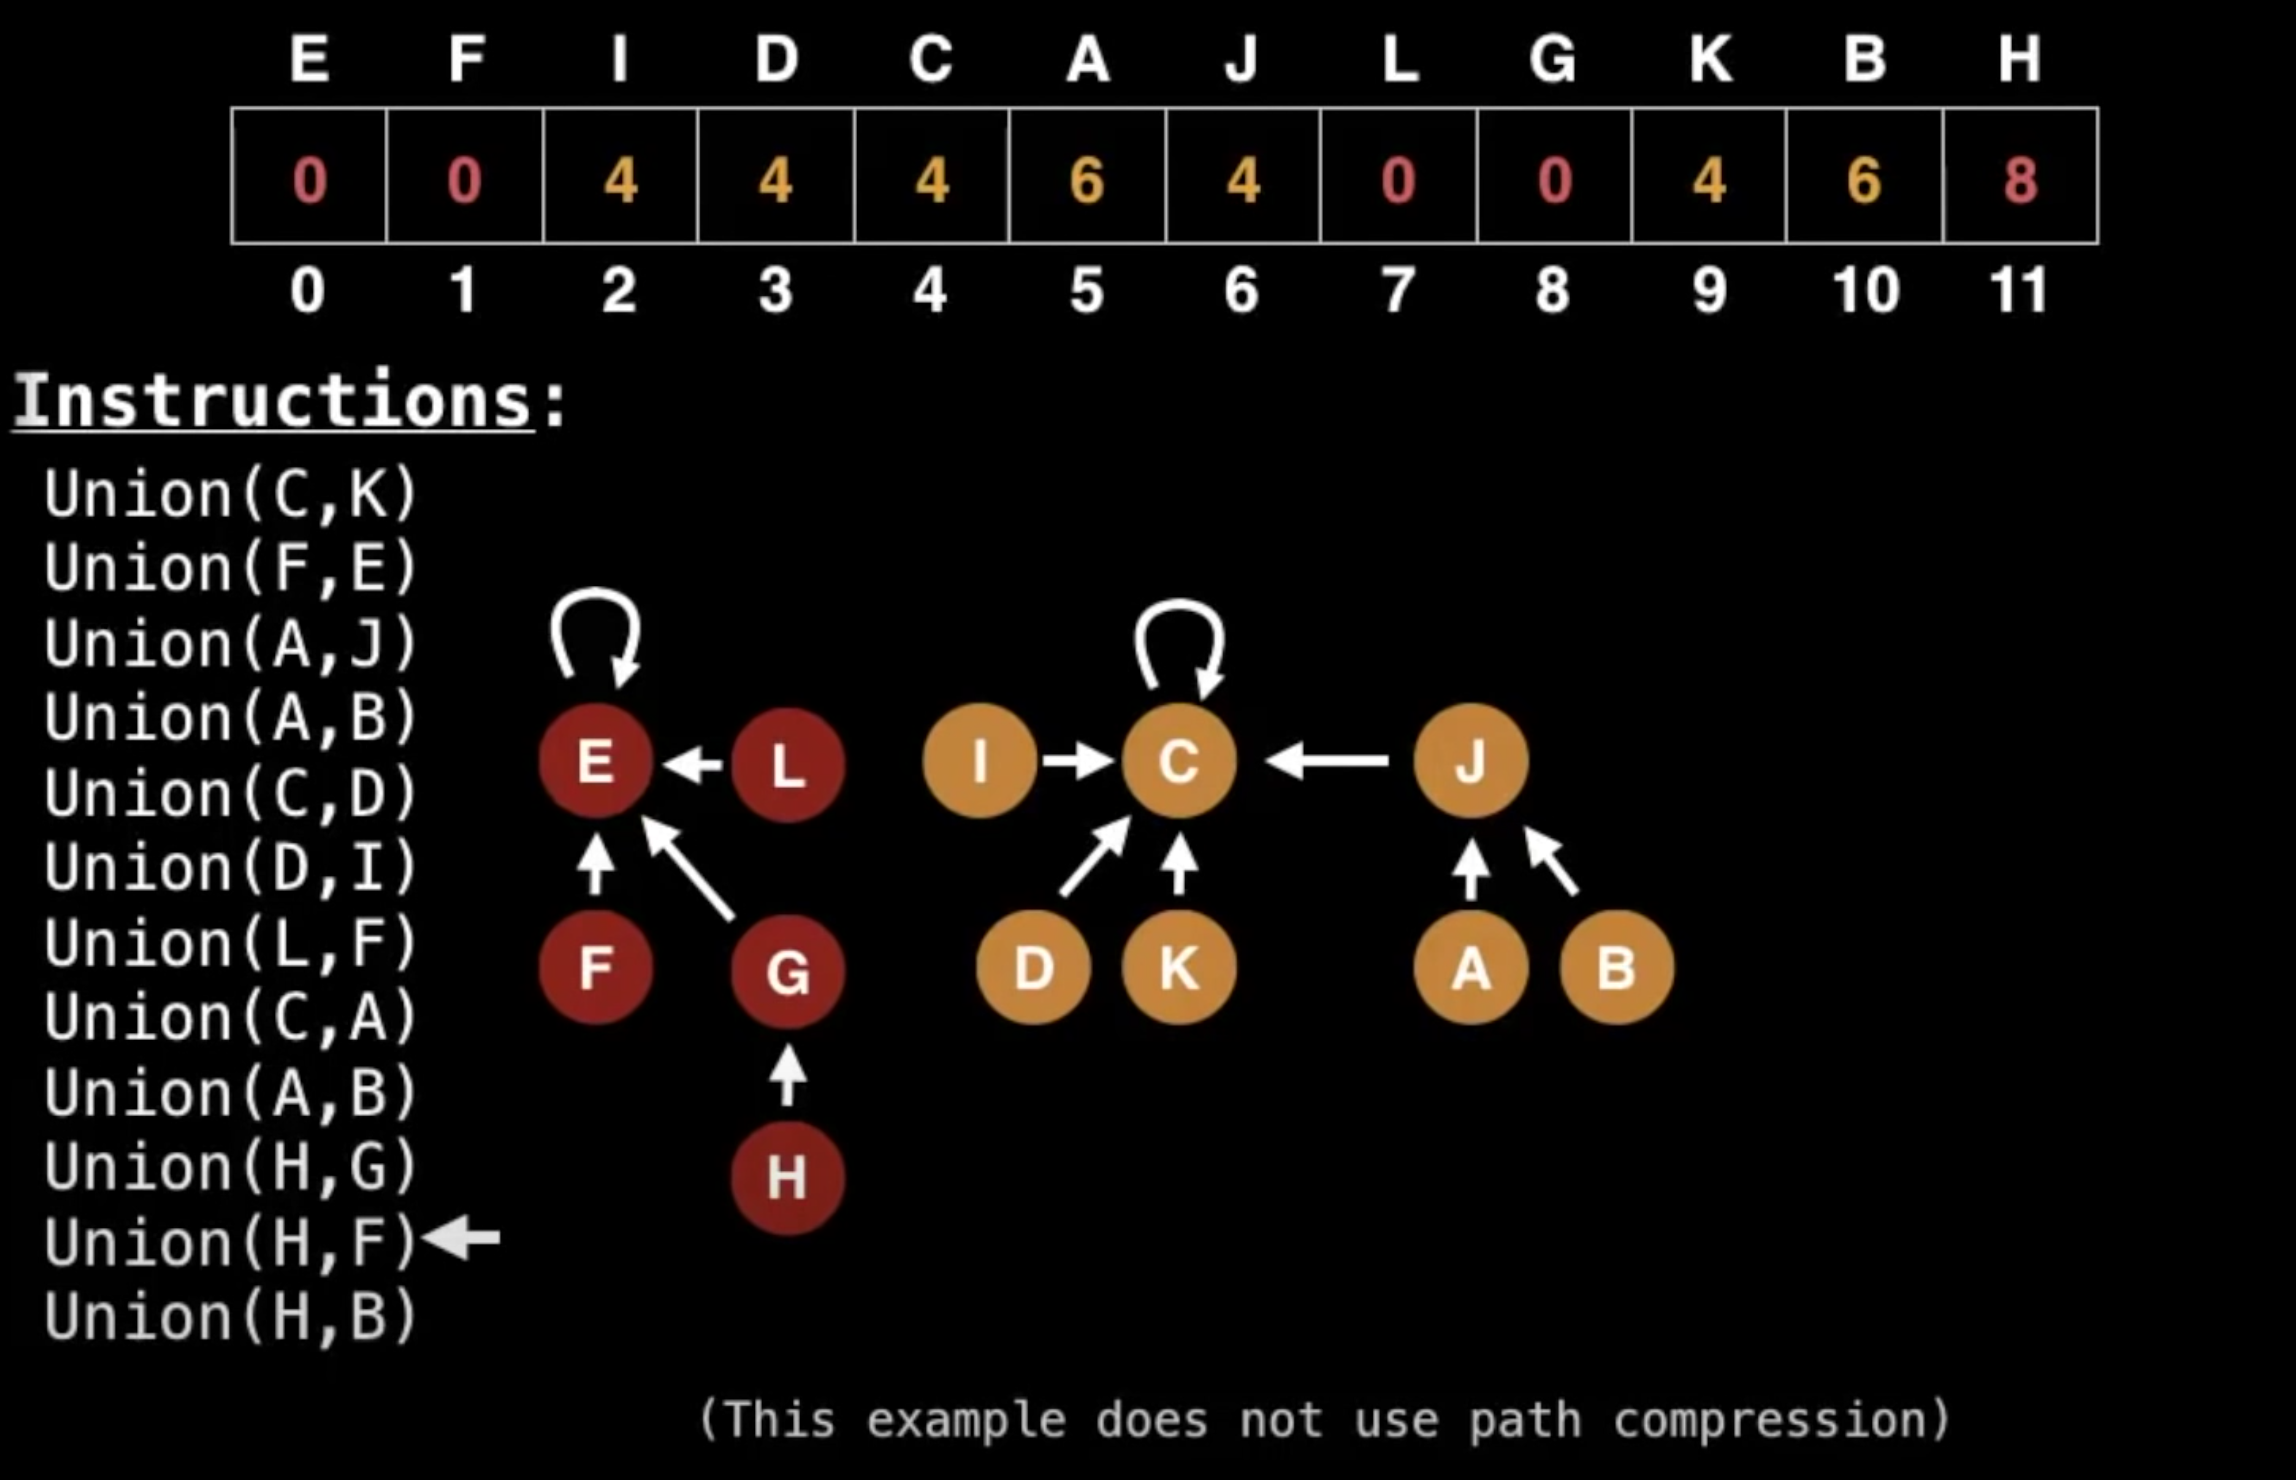 E F I D C A J L G K B H
0 0 4 4 4 6 4 0 0 4 6 8
0 1 2 3 4 5 6 7 8 9 10 11
Instructions:
Union(C,K)
Union(F,E)
Union(A,J)
Union(A,B)
Union(C,D)
Union(D,I)
Union(L,F)
Union(C,A)
Union(A,B)
Union(H,G)
Union(H,F)
Union(H,B)
E L I C J
F G D K A B
H
(This example does not use path compression)